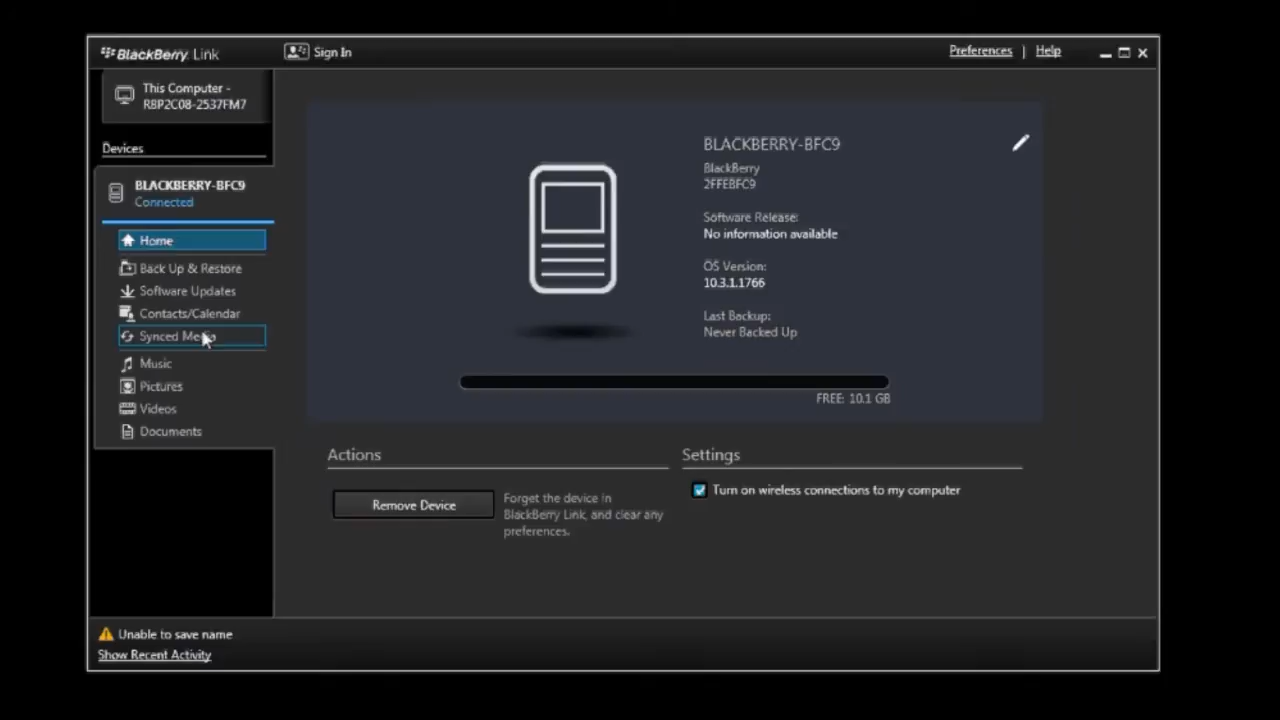 BlackBerry Link
Sign In
Preferences | Help
This Computer -
RBP2C08-2537FM7
Devices
BLACKBERRY-BFC9
Connected
Home
Back Up & Restore
Software Updates
Contacts/Calendar
Synced Media
Music
Pictures
Videos
Documents
BLACKBERRY-BFC9
BlackBerry
2FFEBFC9
Software Release:
No information available
OS Version:
10.3.1.1766
Last Backup:
Never Backed Up
FREE: 10.1 GB
Actions
Remove Device
Forget the device in
BlackBerry Link, and clear any
preferences.
Settings
Turn on wireless connections to my computer
Unable to save name
Show Recent Activity